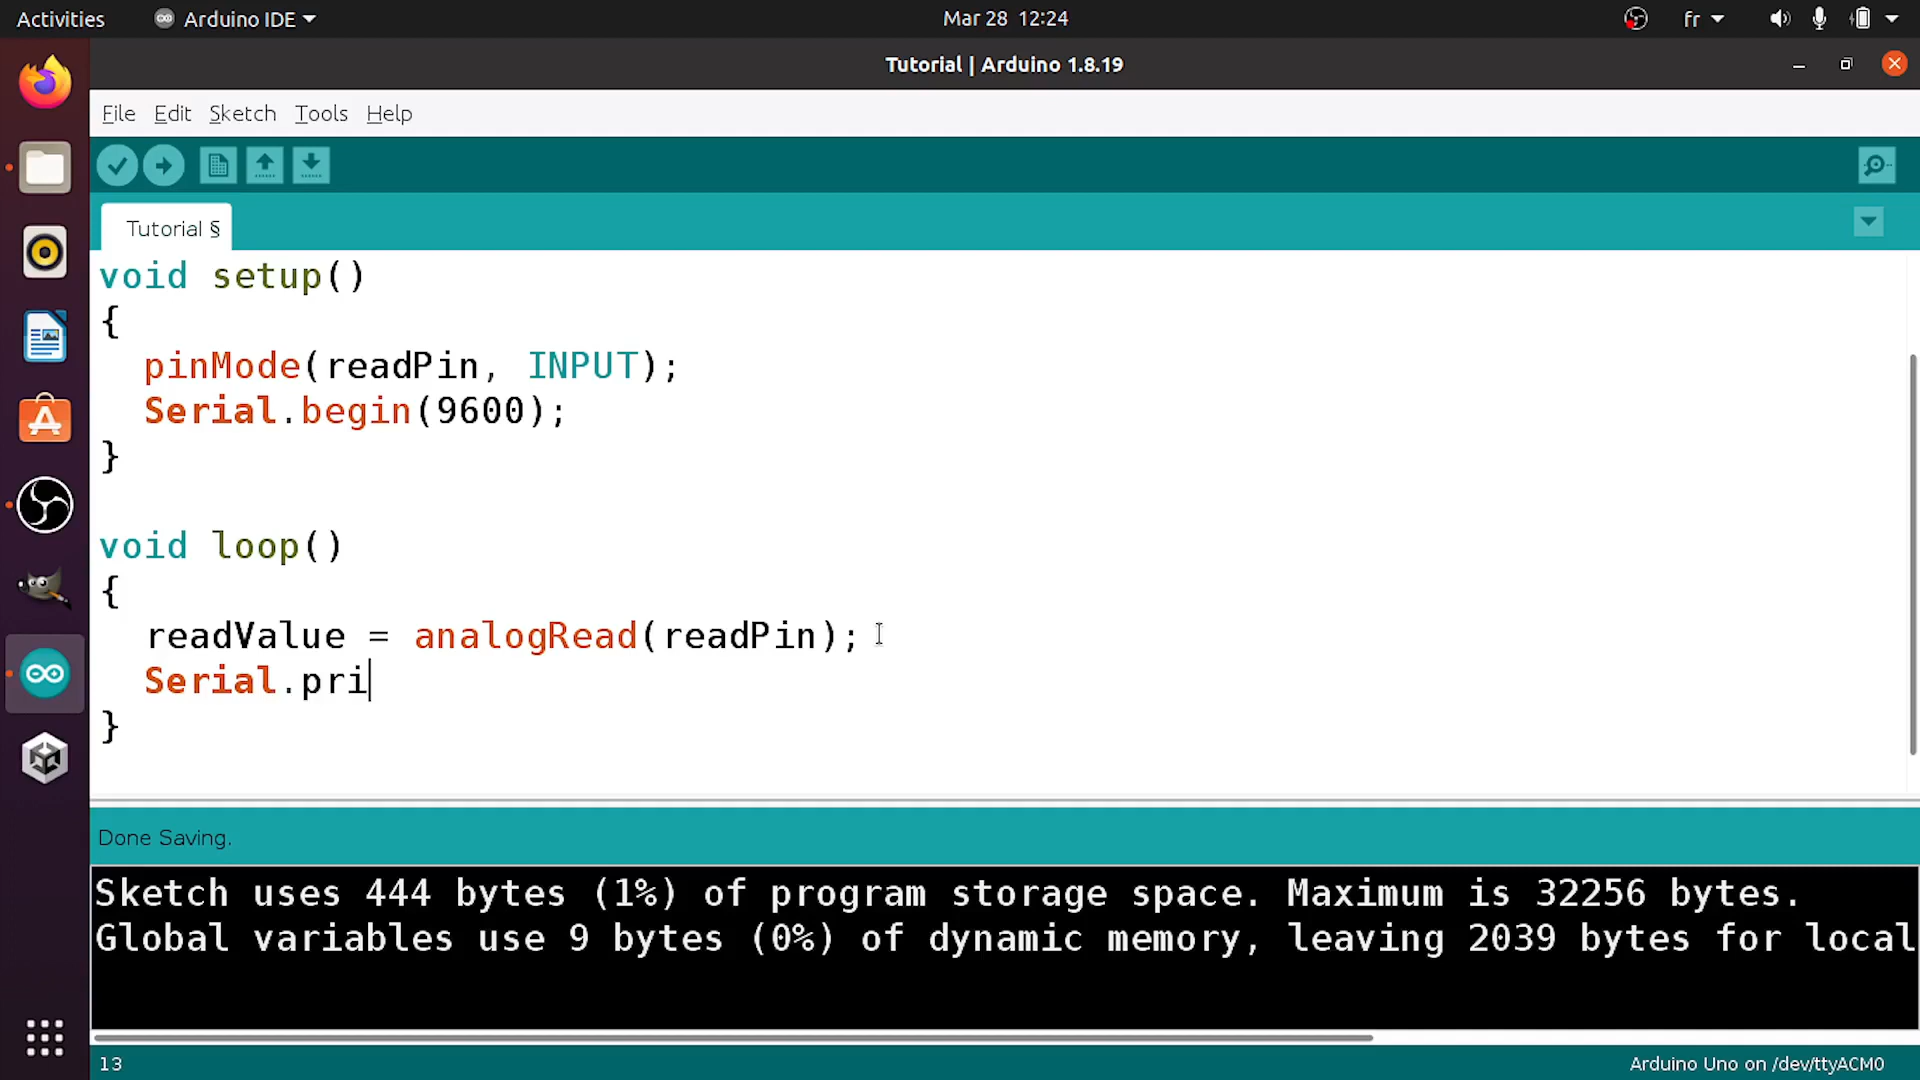 Activities Arduino IDE Mar 28 12:24 fr
Tutorial | Arduino 1.8.19
File Edit Sketch Tools Help
Tutorial §
void setup()
{
pinMode(readPin, INPUT);
Serial.begin(9600);
}
void loop()
{
readValue = analogRead(readPin);
Serial.pri
}
Done Saving.
Sketch uses 444 bytes (1%) of program storage space. Maximum is 32256 bytes.
Global variables use 9 bytes (0%) of dynamic memory, leaving 2039 bytes for local
13 Arduino Uno on /dev/ttyACM0